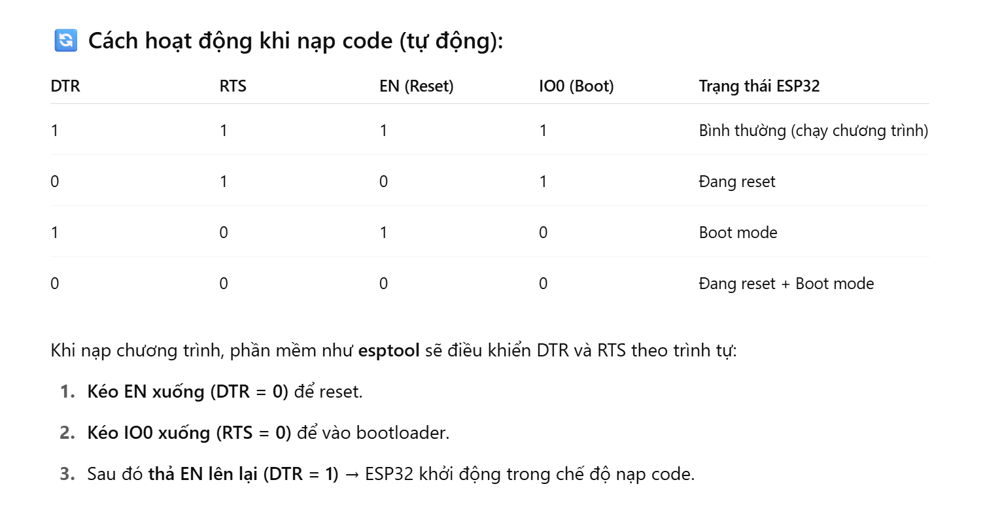 🔄 Cách hoạt động khi nạp code (tự động):
DTR RTS EN (Reset) IO0 (Boot) Trạng thái ESP32
1 1 1 1 Bình thường (chạy chương trình)
0 1 0 1 Đang reset
1 0 1 0 Boot mode
0 0 0 0 Đang reset + Boot mode
Khi nạp chương trình, phần mềm như esptool sẽ điều khiển DTR và RTS theo trình tự:
1. Kéo EN xuống (DTR = 0) để reset.
2. Kéo IO0 xuống (RTS = 0) để vào bootloader.
3. Sau đó thả EN lên lại (DTR = 1) → ESP32 khởi động trong chế độ nạp code.